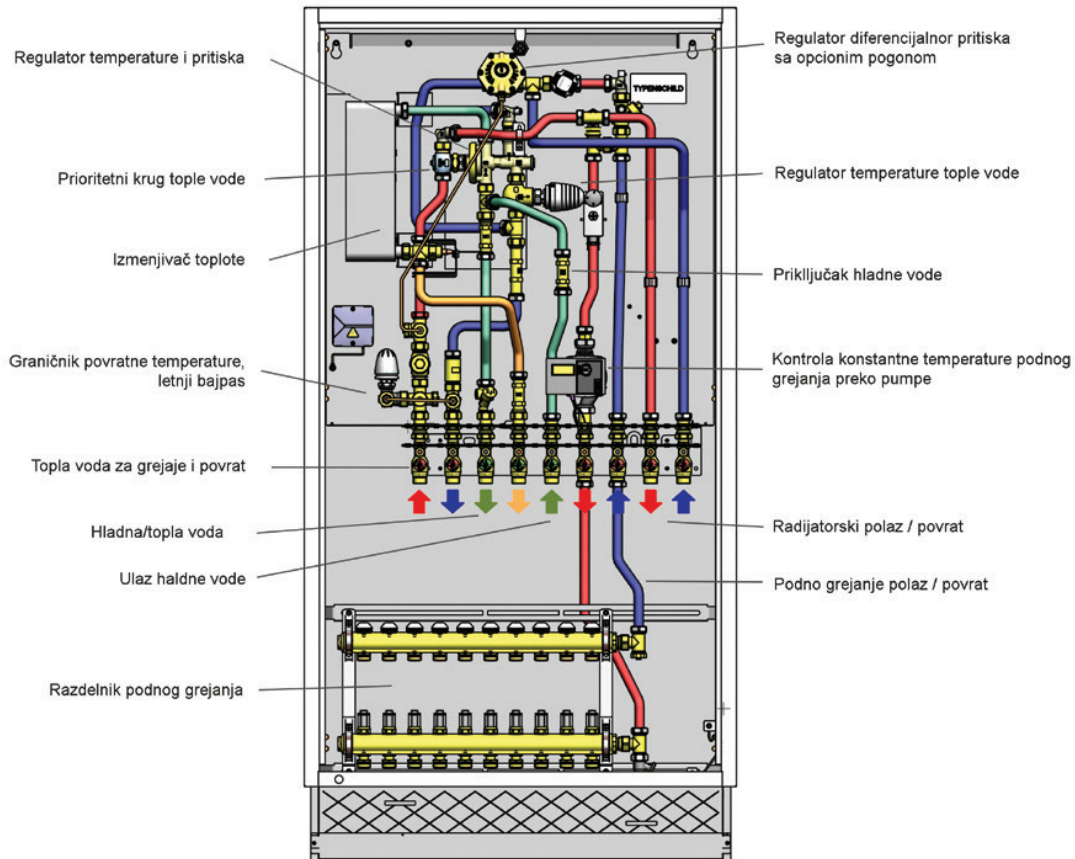 Regulator temperature i pritiska
Prioritetni krug tople vode
Izmenjivač toplote
Graničnik povratne temperature,
letnji bajpas
Topla voda za grejaje i povrat
Hladna/topla voda
Ulaz haldne vode
Razdelnik podnog grejanja
TYPENSCHILD
Regulator diferencijalnor pritiska
sa opcionim pogonom
Regulator temperature tople vode
Priključak hladne vode
Kontrola konstantne temperature podnog
grejanja preko pumpe
Radijatorski polaz / povrat
Podno grejanje polaz / povrat